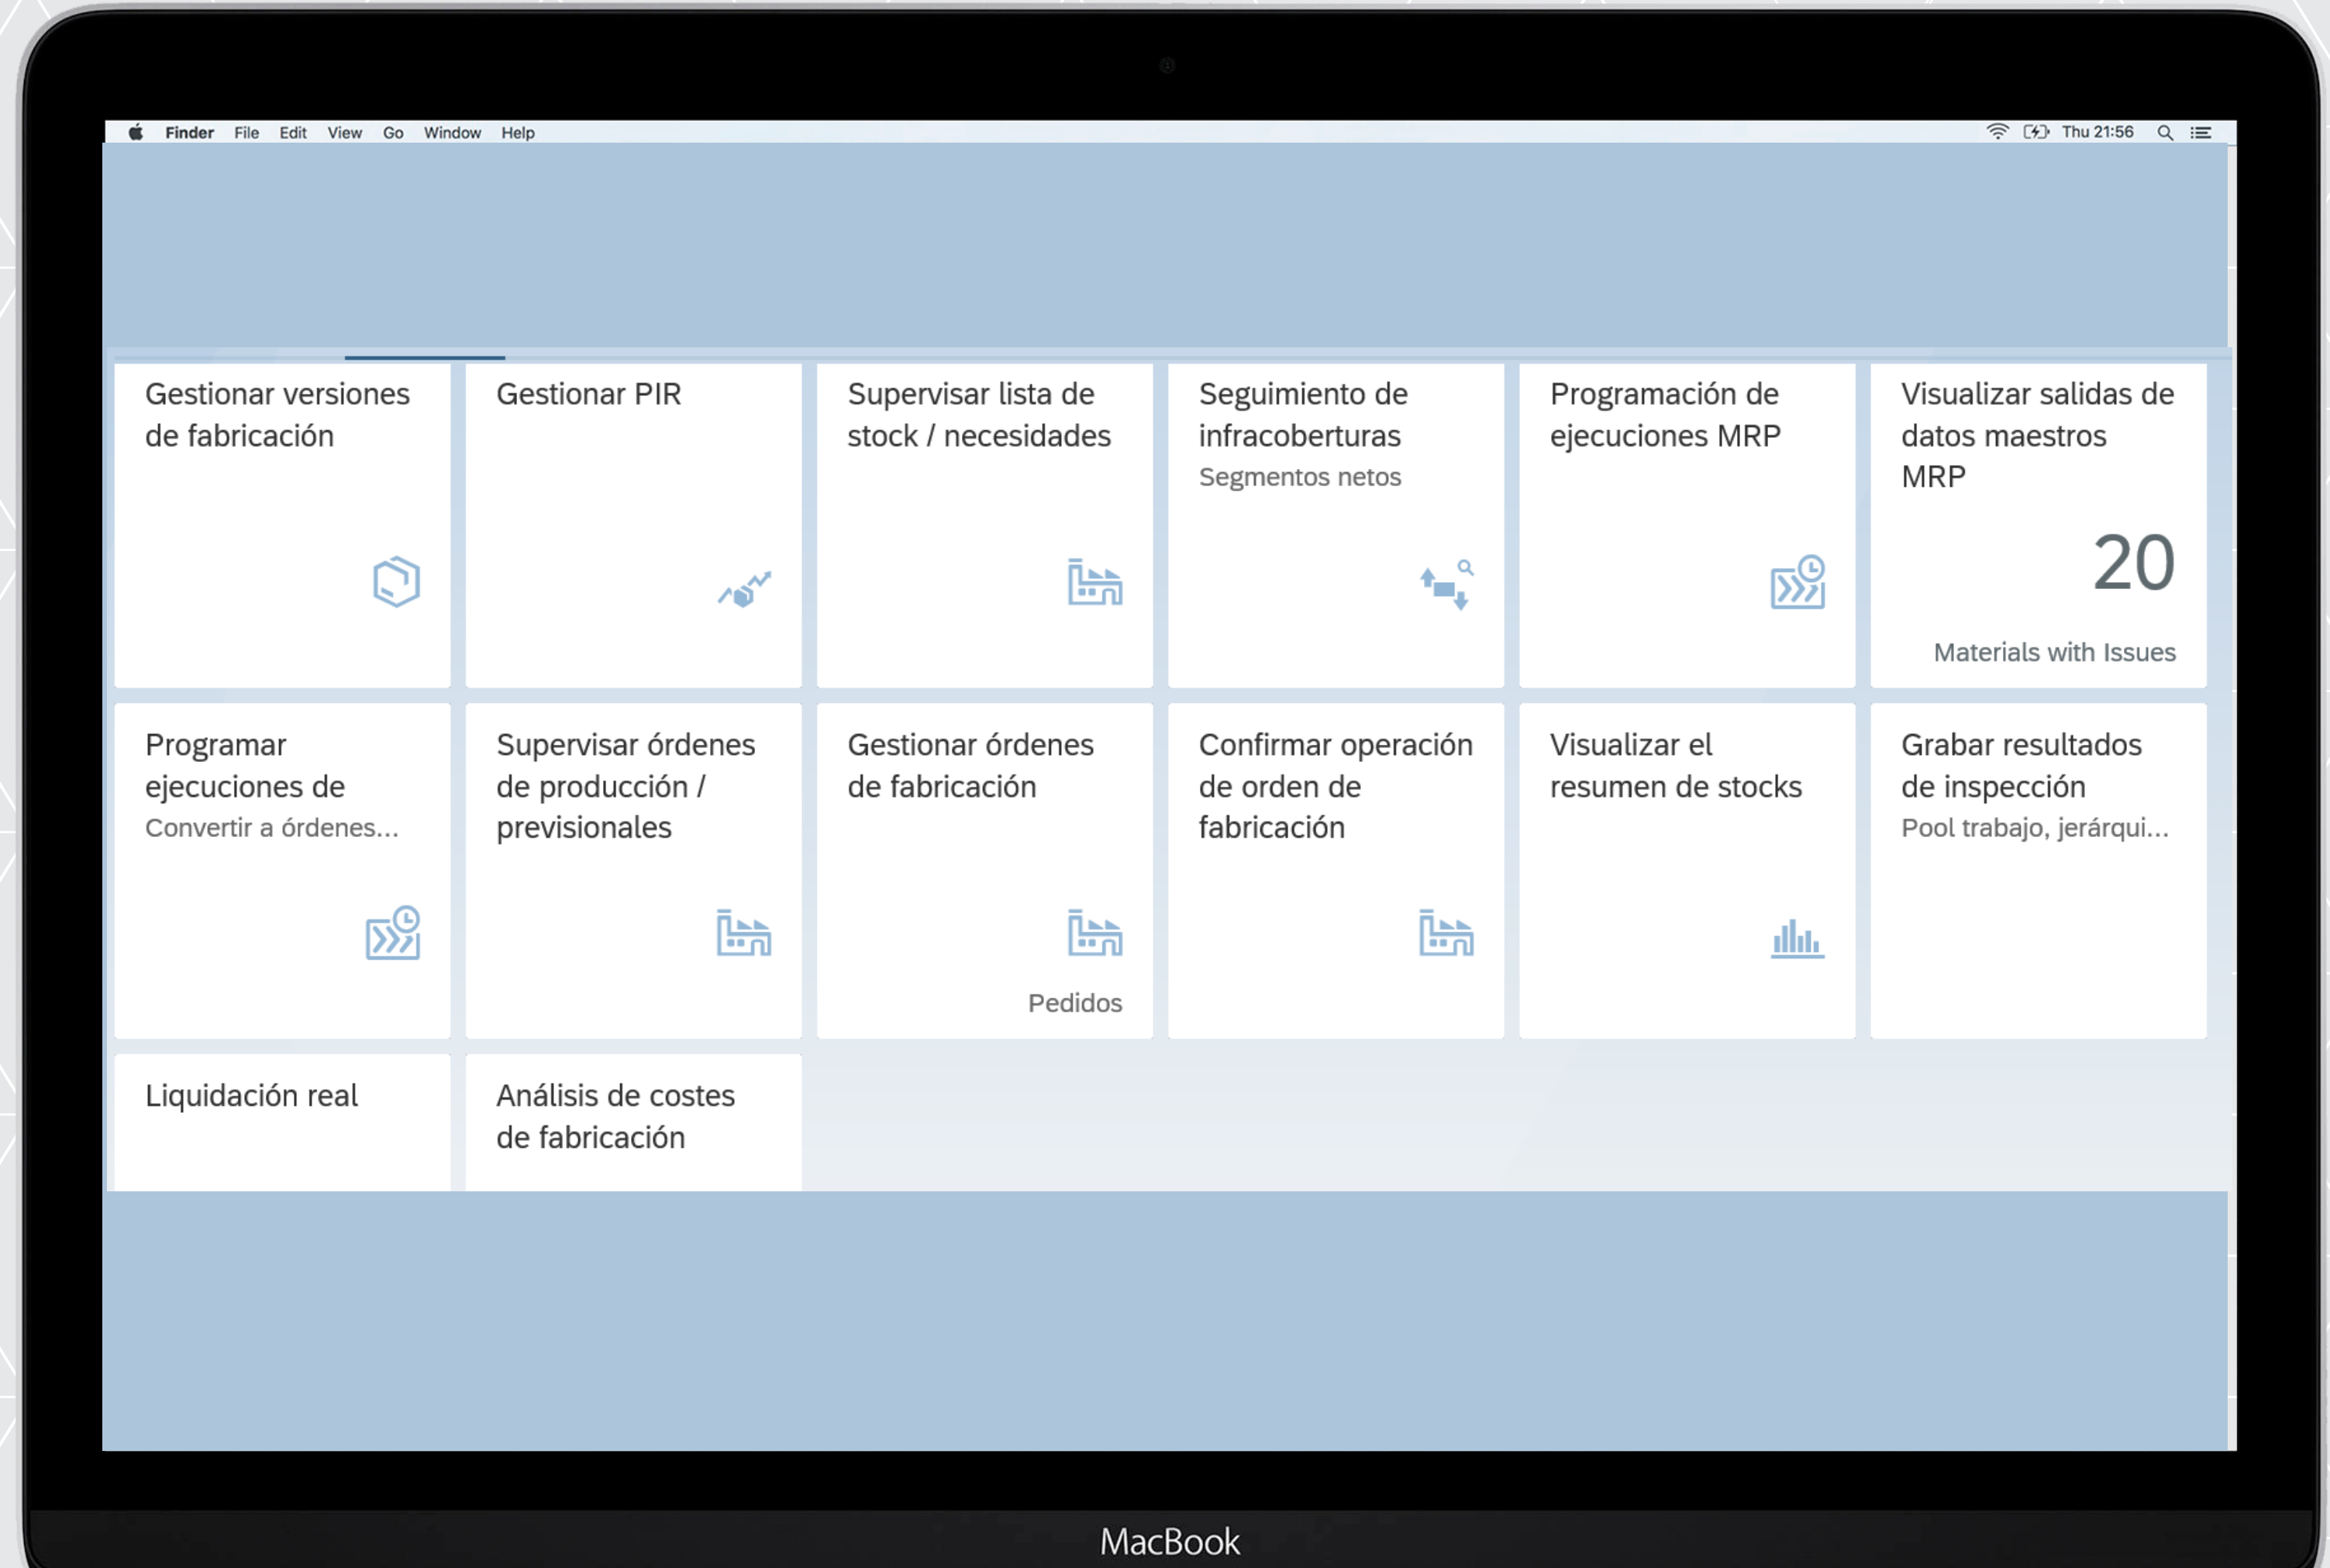 Finder File Edit View Go Window Help Thu 21:56
Gestionar versiones
de fabricación
Gestionar PIR
Supervisar lista de
stock / necesidades
Seguimiento de
infracoberturas
Segmentos netos
Programación de
ejecuciones MRP
Visualizar salidas de
datos maestros
MRP
20
Materials with Issues
Programar
ejecuciones de
Convertir a órdenes...
Supervisar órdenes
de producción /
previsionales
Gestionar órdenes
de fabricación
Pedidos
Confirmar operación
de orden de
fabricación
Visualizar el
resumen de stocks
Grabar resultados
de inspección
Pool trabajo, jerárqui...
Liquidación real
Análisis de costes
de fabricación
MacBook